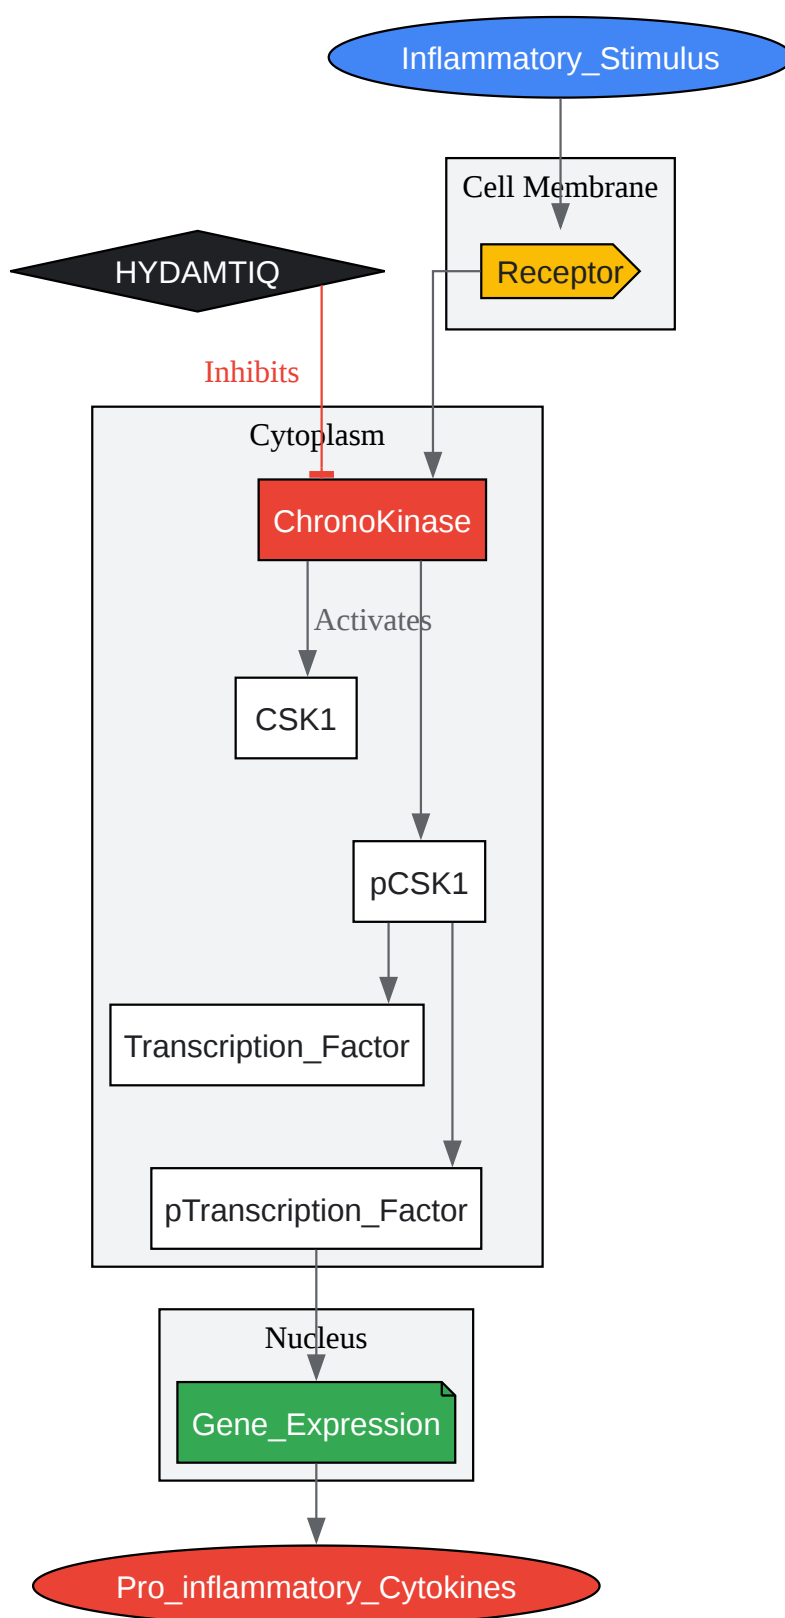 Inflammatory_Stimulus
Cell Membrane
HYDAMTIQ
Receptor
Inhibits
Cytoplasm
ChronoKinase
Activates
CSK1
pCSK1
Transcription_Factor
pTranscription_Factor
Nucleus
Gene_Expression
Pro_inflammatory_Cytokines